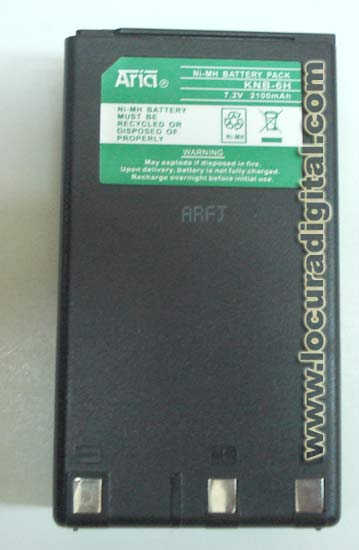 ARIA®
Ni-MH BATTERY PACK
KNB-6H
7.2V 2100mAh
Ni-MH BATTERY
MUST BE
RECYCLED OR
DISPOSED OF
PROPERLY
Ni-MH
WARNING
May explode if disposed in fire.
Upon delivery, battery is not fully charged.
Recharge overnight before initial use.
ARFJ
www.locuradigital.com